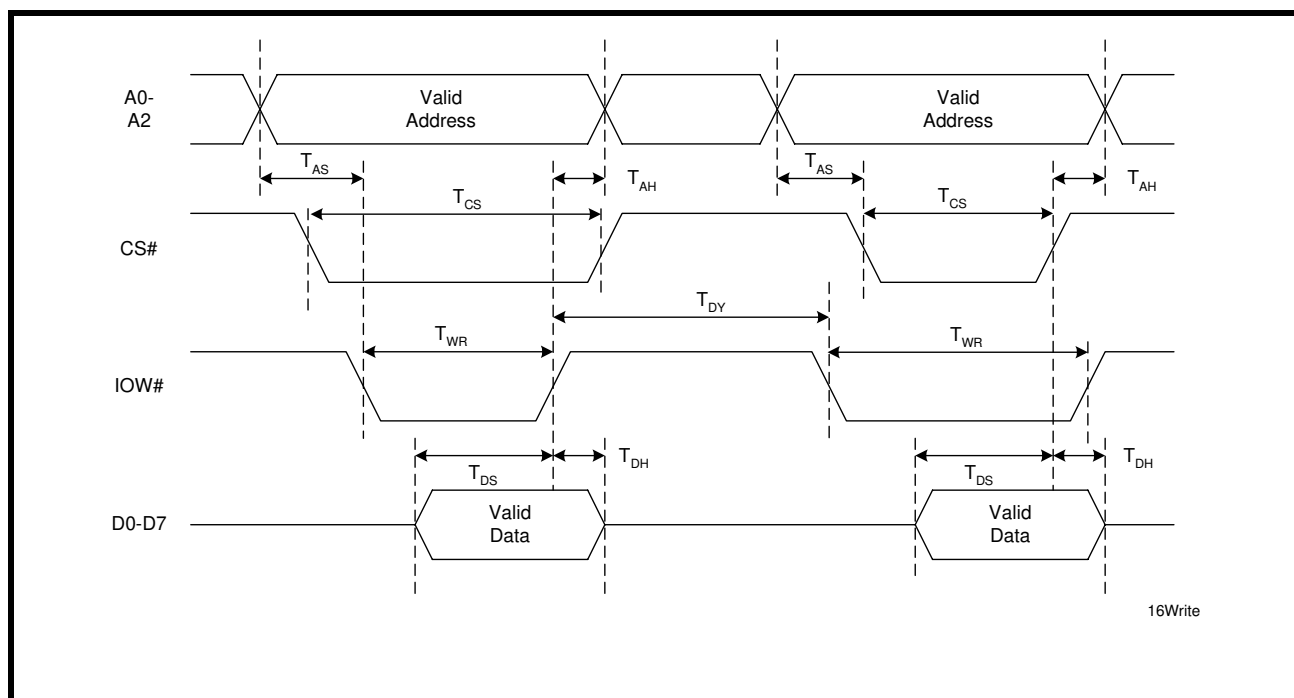 A0-
A2
Valid
Address
Valid
Address
TAS
TAH
TAS
TAH
TCS
TCS
CS#
TDY
TWR
TWR
IOW#
TDS
TDH
TDS
TDH
D0-D7
Valid
Data
Valid
Data
16Write